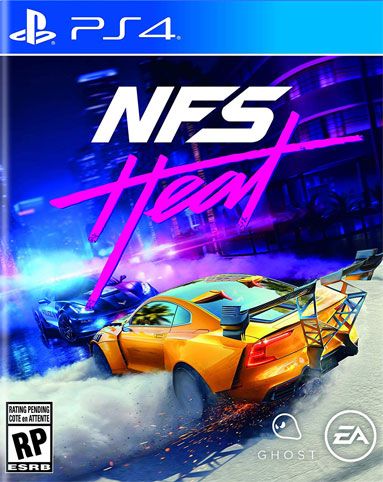 PS4
NFS
Heat
RATING PENDING
COTE en ATTENTE
RP
ESRB
GHOST
EA